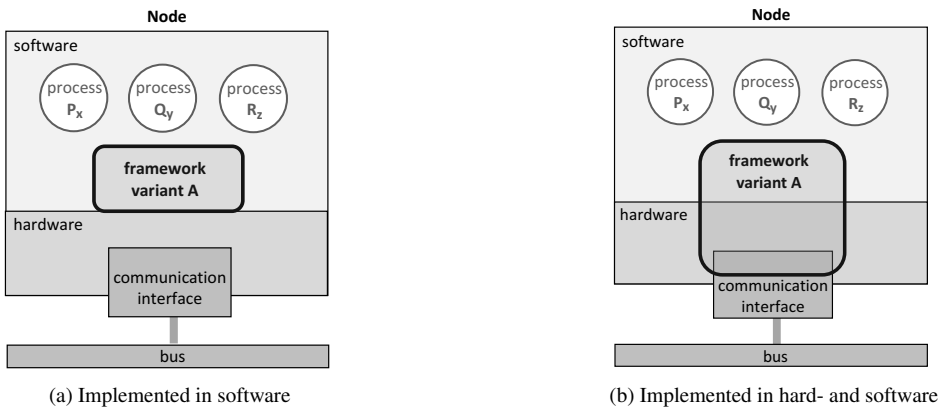 Node
software
process
Px
process
Qy
process
Rz
framework
variant A
hardware
communication
interface
bus
(a) Implemented in software
Node
software
process
Px
process
Qy
process
Rz
framework
variant A
hardware
communication
interface
bus
(b) Implemented in hard- and software